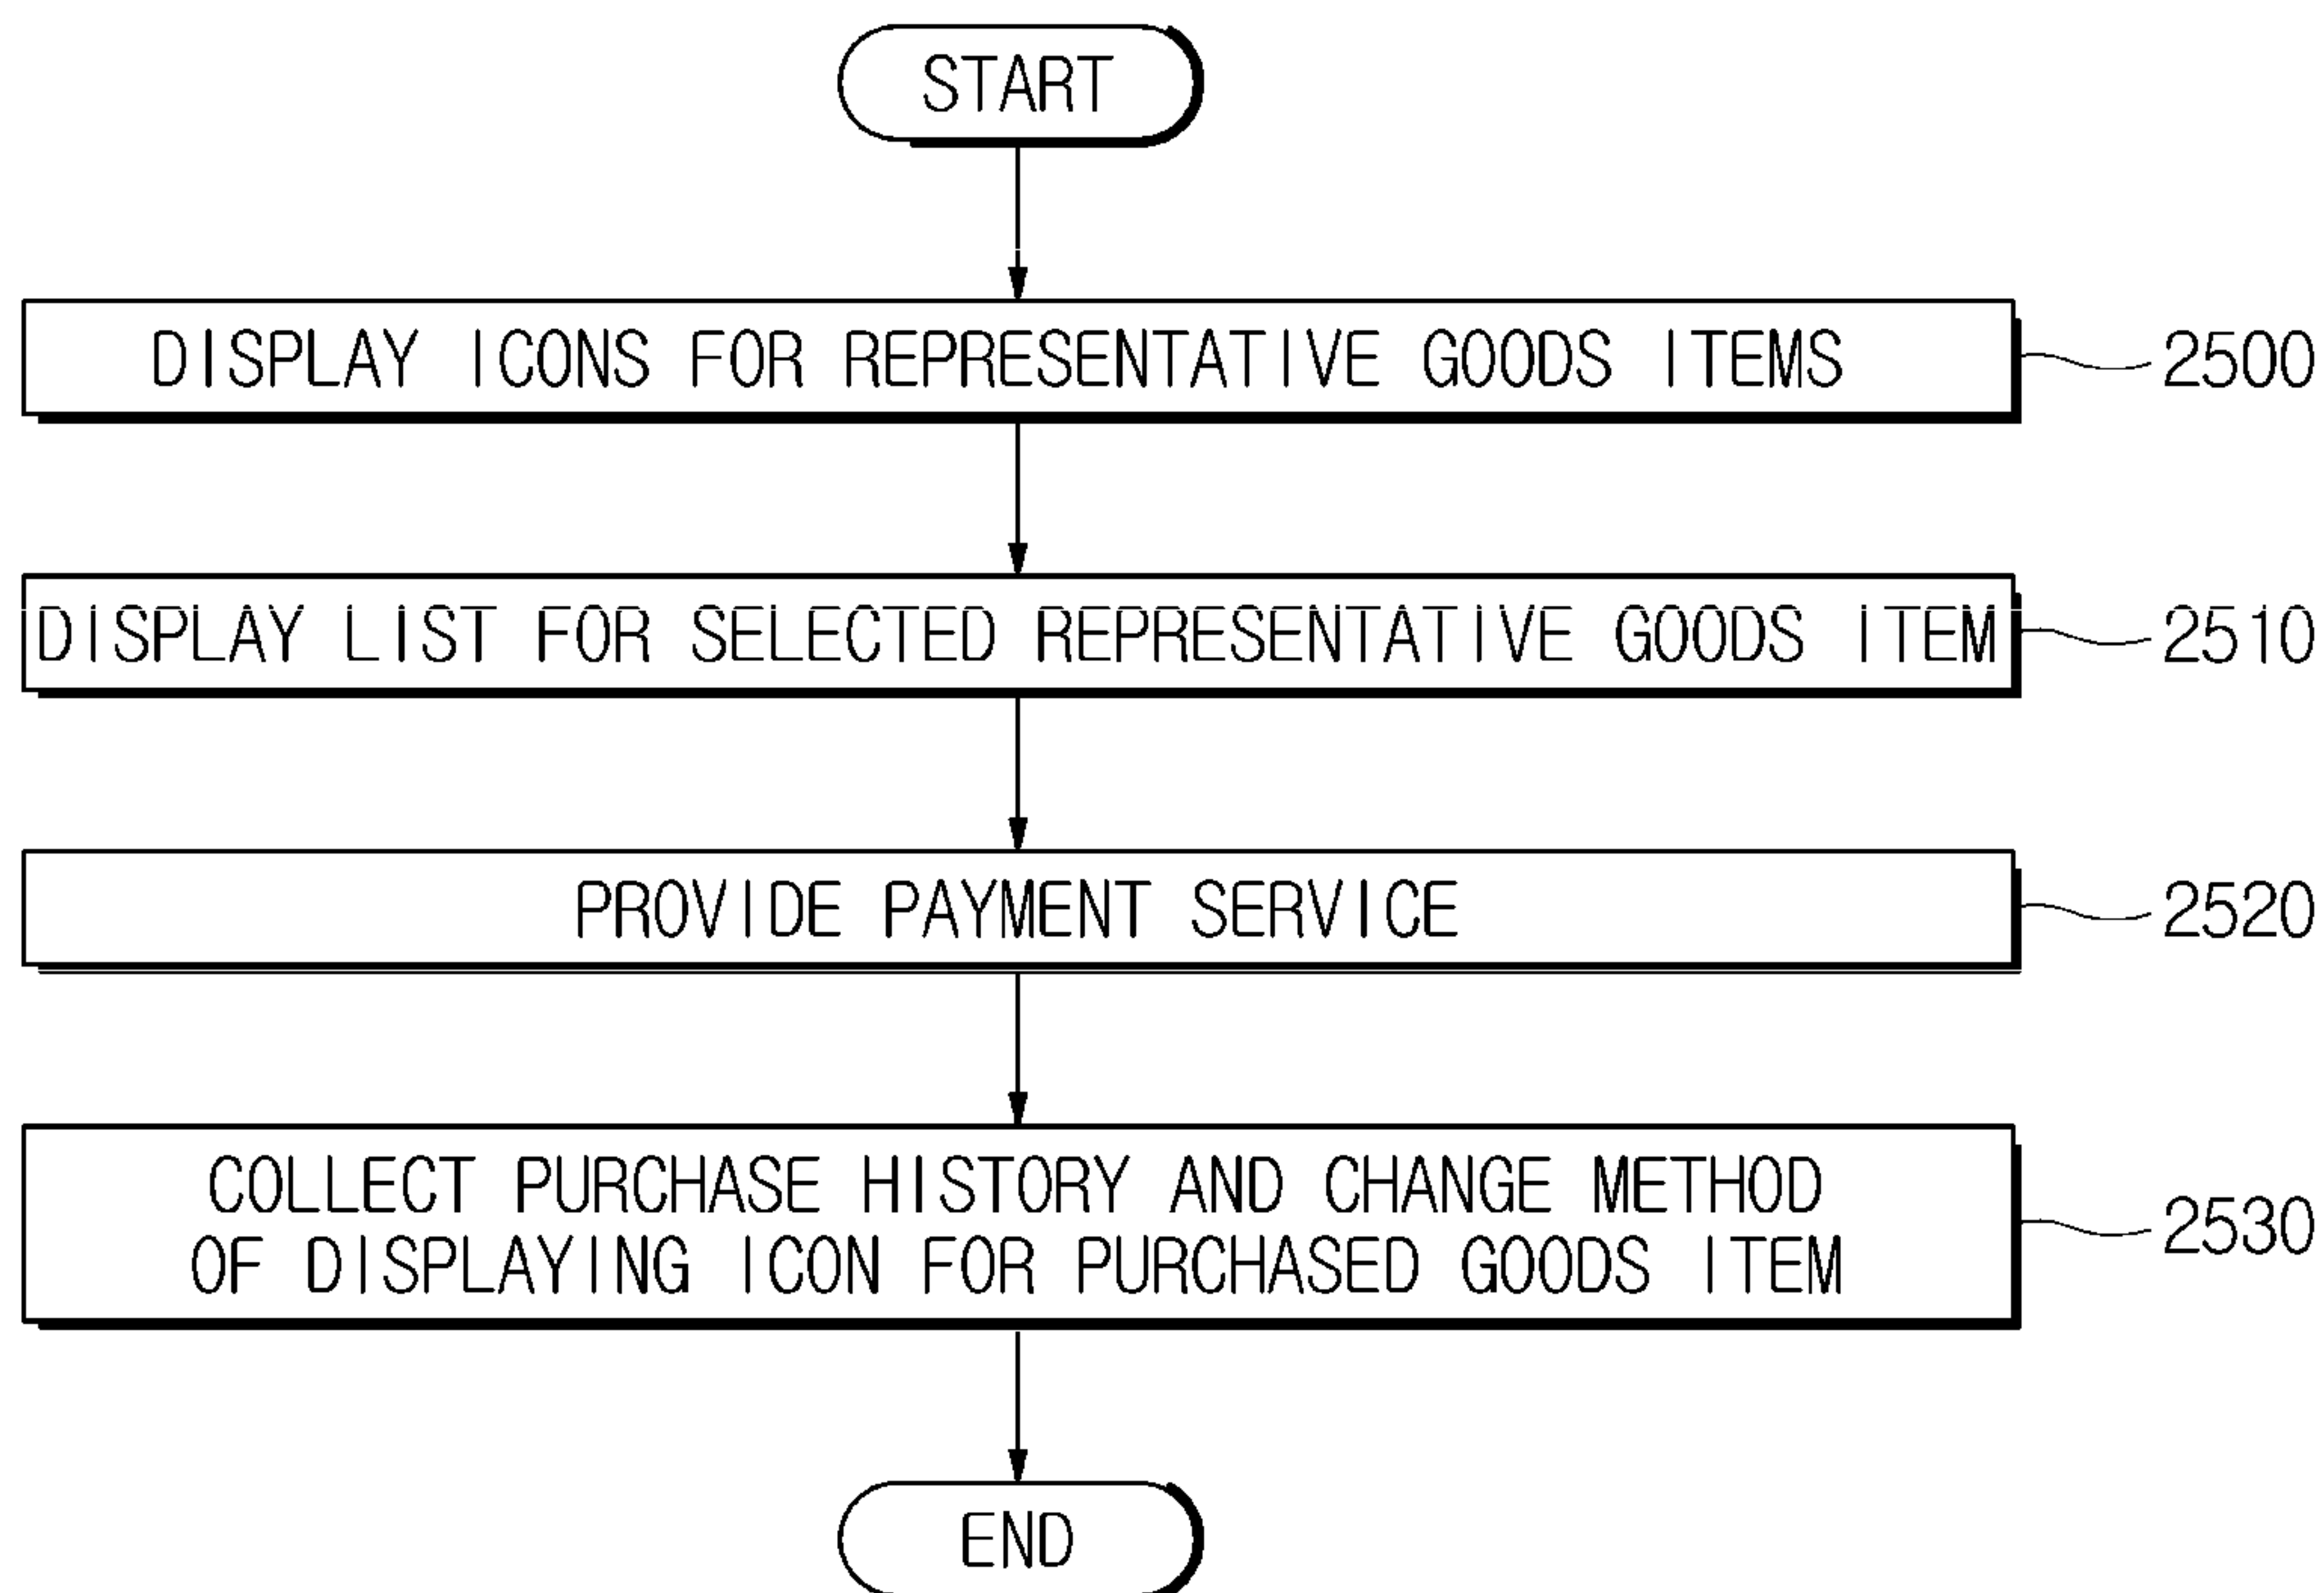 START
DISPLAY ICONS FOR REPRESENTATIVE GOODS ITEMS
2500
DISPLAY LIST FOR SELECTED REPRESENTATIVE GOODS ITEM
2510
PROVIDE PAYMENT SERVICE
2520
COLLECT PURCHASE HISTORY AND CHANGE METHOD
OF DISPLAYING ICON FOR PURCHASED GOODS ITEM
2530
END